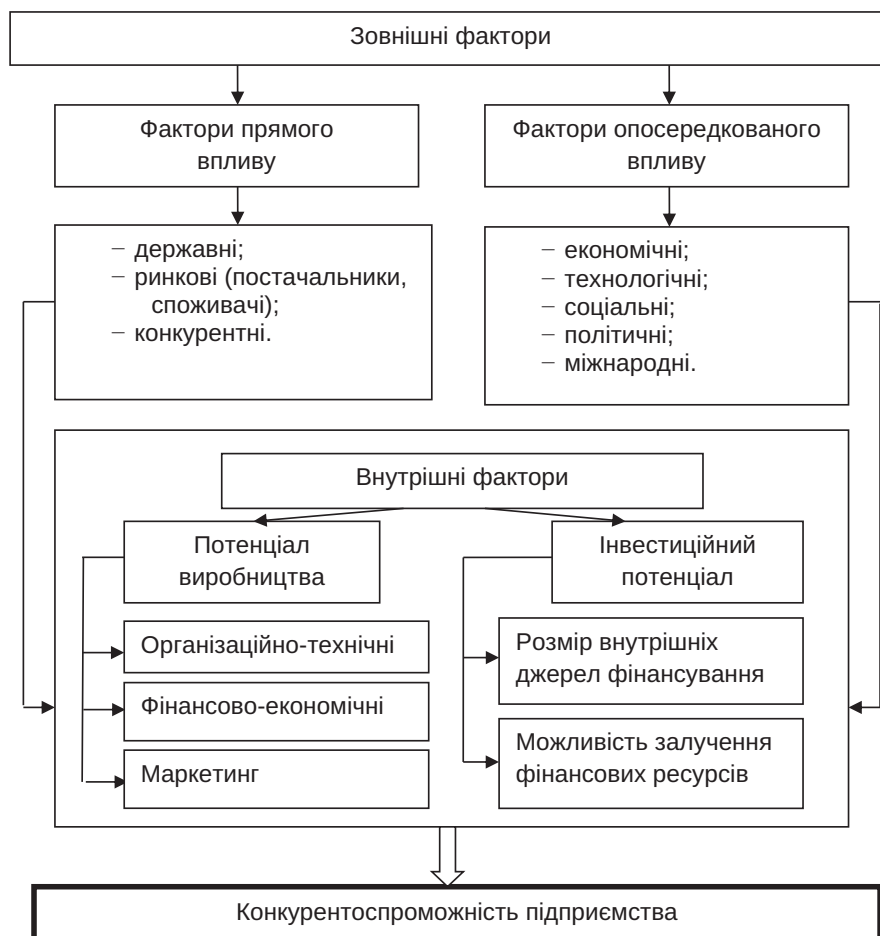 Зовнішні фактори
Фактори прямого
впливу
Фактори опосередкованого
впливу
– державні;
– ринкові (постачальники,
споживачі);
– конкурентні.
– економічні;
– технологічні;
– соціальні;
– політичні;
– міжнародні.
Внутрішні фактори
Потенціал
виробництва
Організаційно-технічні
Фінансово-економічні
Маркетинг
Інвестиційний
потенціал
Розмір внутрішніх
джерел фінансування
Можливість залучення
фінансових ресурсів
Конкурентоспроможність підприємства